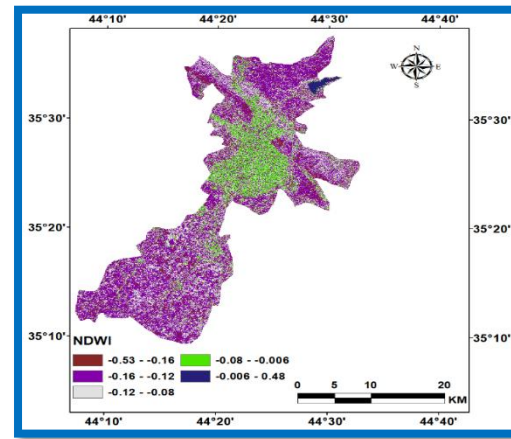 44°10' 44°20' 44°30' 44°40'
N
W E
S
35°30' 35°30'
35°20' 35°20'
35°10' 35°10'
NDWI
-0.53 - -0.16 -0.08 - -0.006
-0.16 - -0.12 -0.006 - 0.48
-0.12 - -0.08
0 5 10 20
KM
44°10' 44°20' 44°30' 44°40'